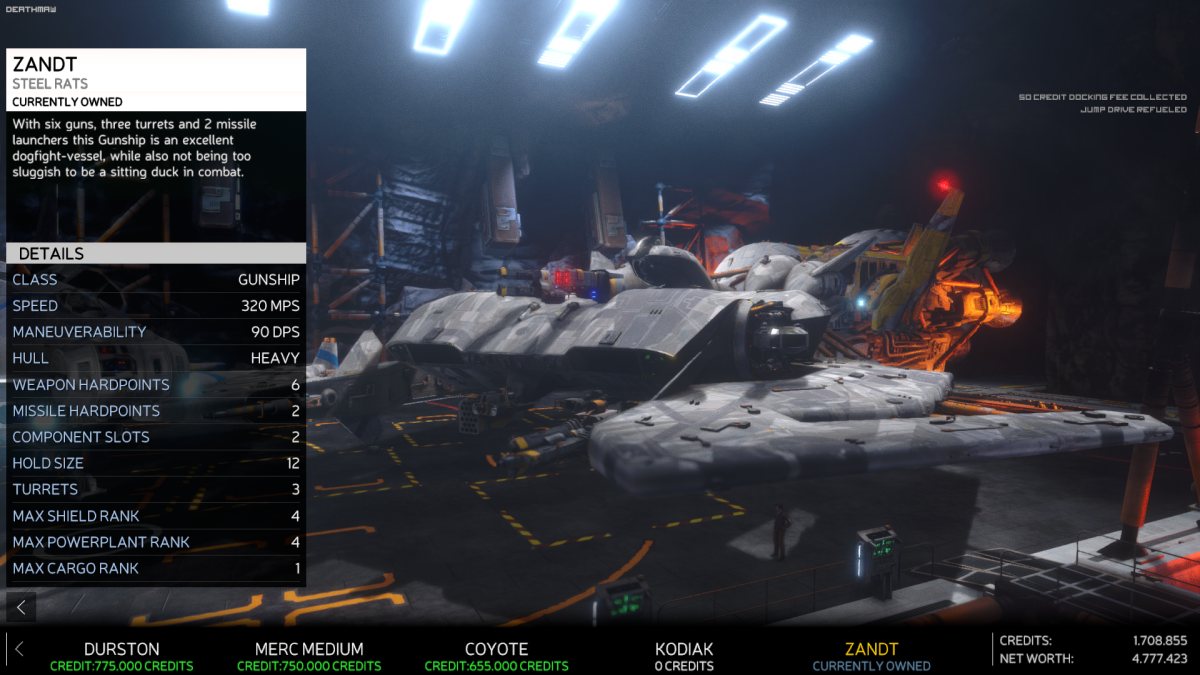 DEATHMAW
ZANDT
STEEL RATS
CURRENTLY OWNED
With six guns, three turrets and 2 missile
launchers this Gunship is an excellent
dogfight-vessel, while also not being too
sluggish to be a sitting duck in combat.
50 CREDIT DOCKING FEE COLLECTED
JUMP DRIVE REFUELED
DETAILS
CLASS GUNSHIP
SPEED 320 MPS
MANEUVERABILITY 90 DPS
HULL HEAVY
WEAPON HARDPOINTS 6
MISSILE HARDPOINTS 2
COMPONENT SLOTS 2
HOLD SIZE 12
TURRETS 3
MAX SHIELD RANK 4
MAX POWERPLANT RANK 4
MAX CARGO RANK 1
DURSTON MERC MEDIUM COYOTE KODIAK ZANDT
CREDIT:775.000 CREDITS CREDIT:750.000 CREDITS CREDIT:655.000 CREDITS 0 CREDITS CURRENTLY OWNED
CREDITS: 1.708.855
NET WORTH: 4.777.423